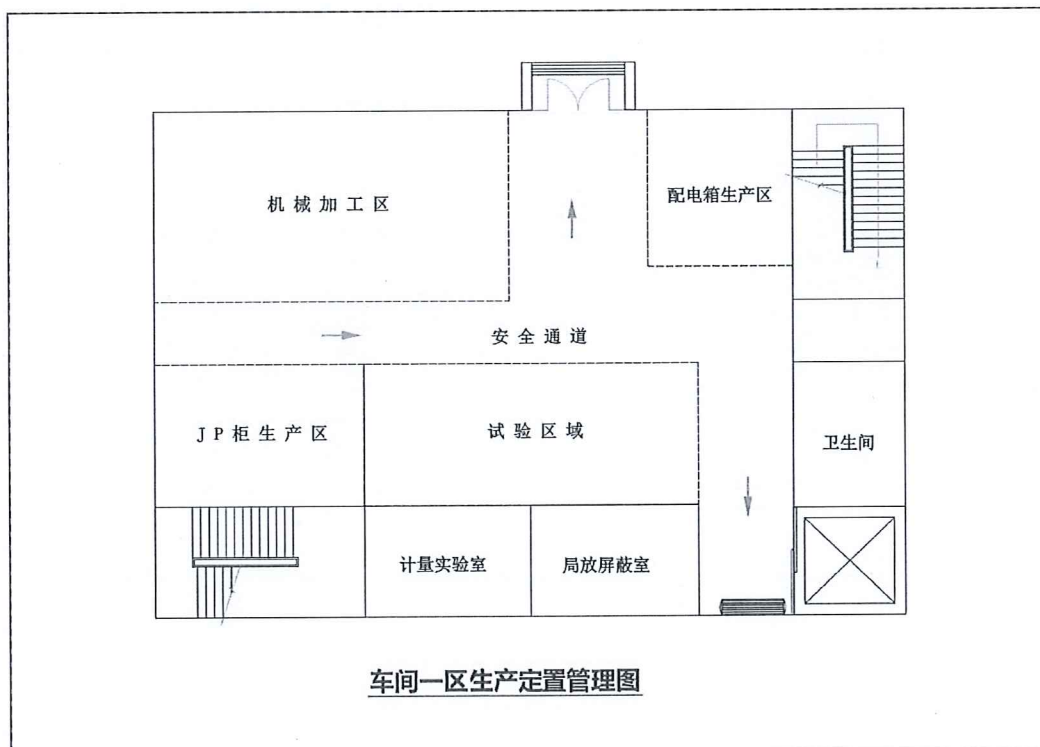 机械加工区
配电箱生产区
安全通道
JP柜生产区
试验区域
卫生间
计量实验室
局放屏蔽室
车间一区生产定置管理图